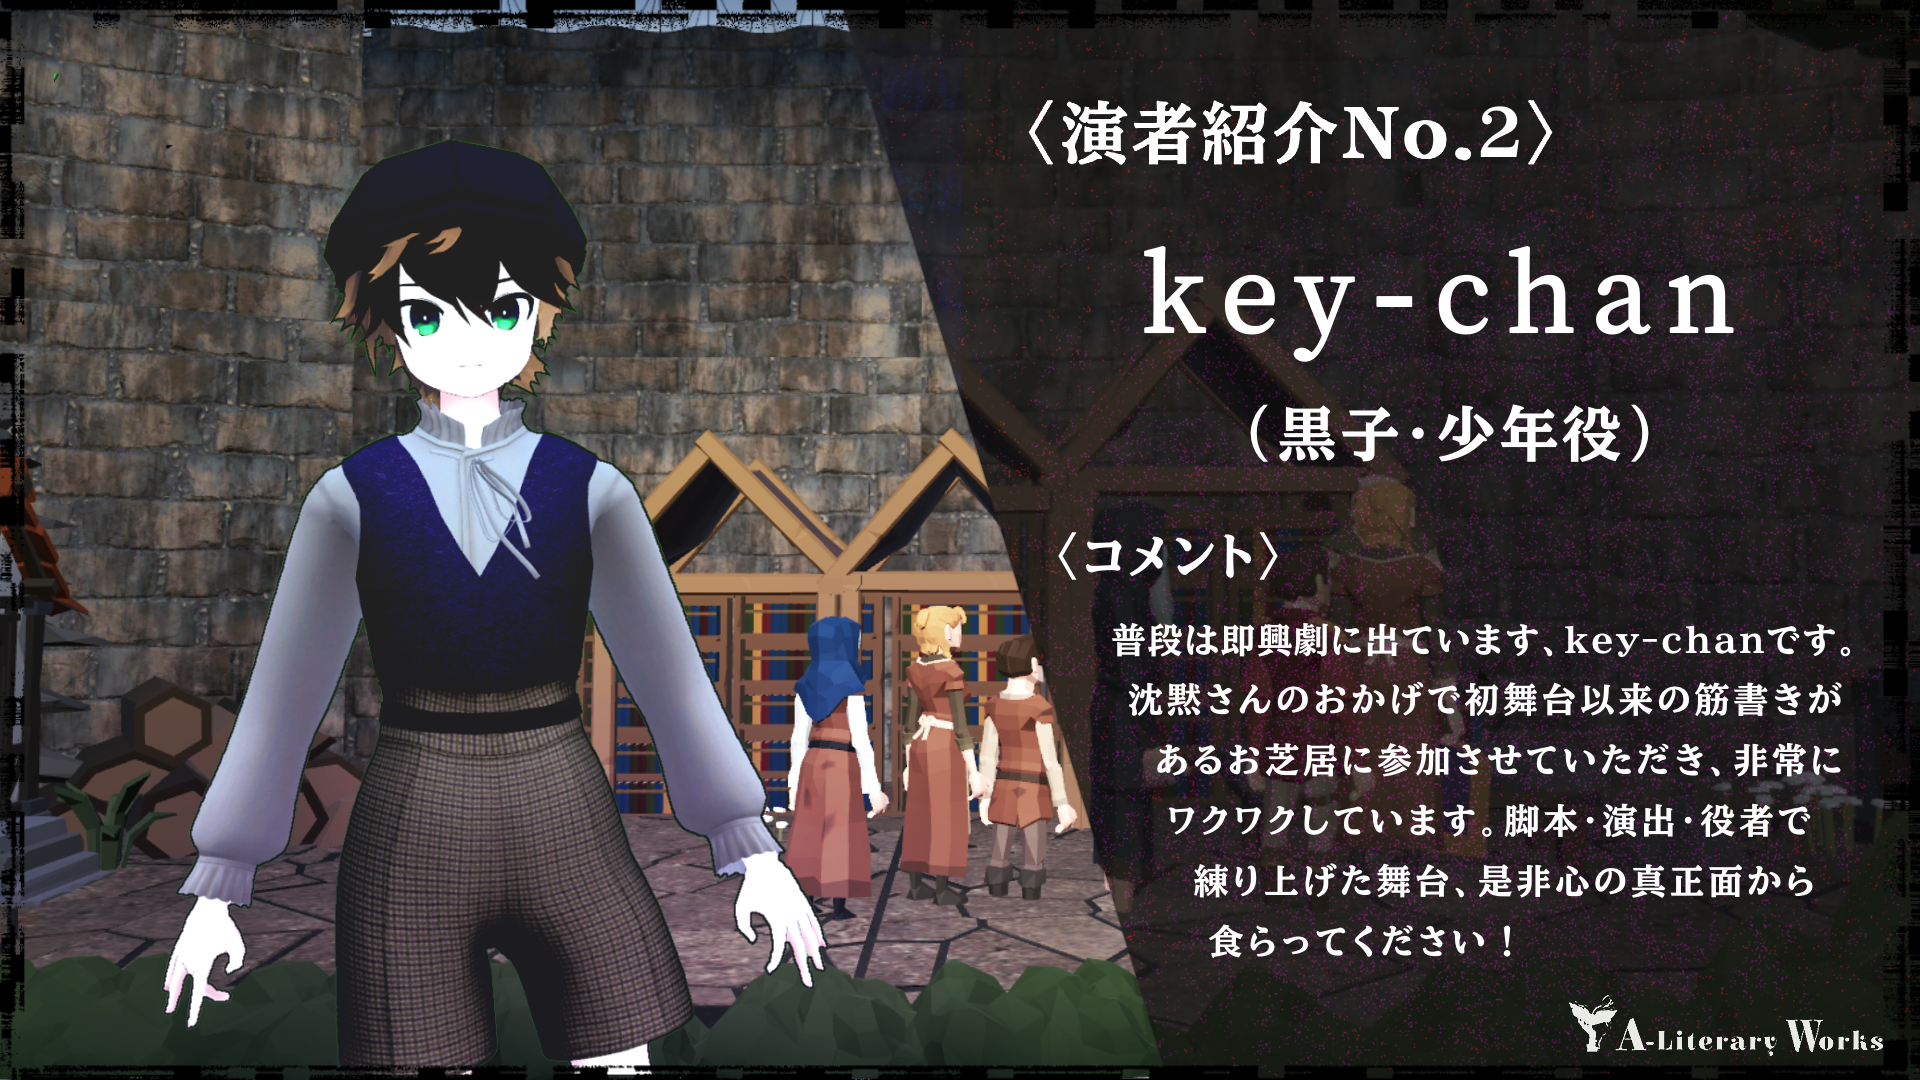 〈演者紹介No.2〉
key-chan
（黒子・少年役）
〈コメント〉
普段は即興劇に出ています、key-chanです。
沈黙さんのおかげで初舞台以来の筋書きが
あるお芝居に参加させていただき、非常に
ワクワクしています。脚本・演出・役者で
練り上げた舞台、是非心の真正面から
食らってください！
A-Literary Works